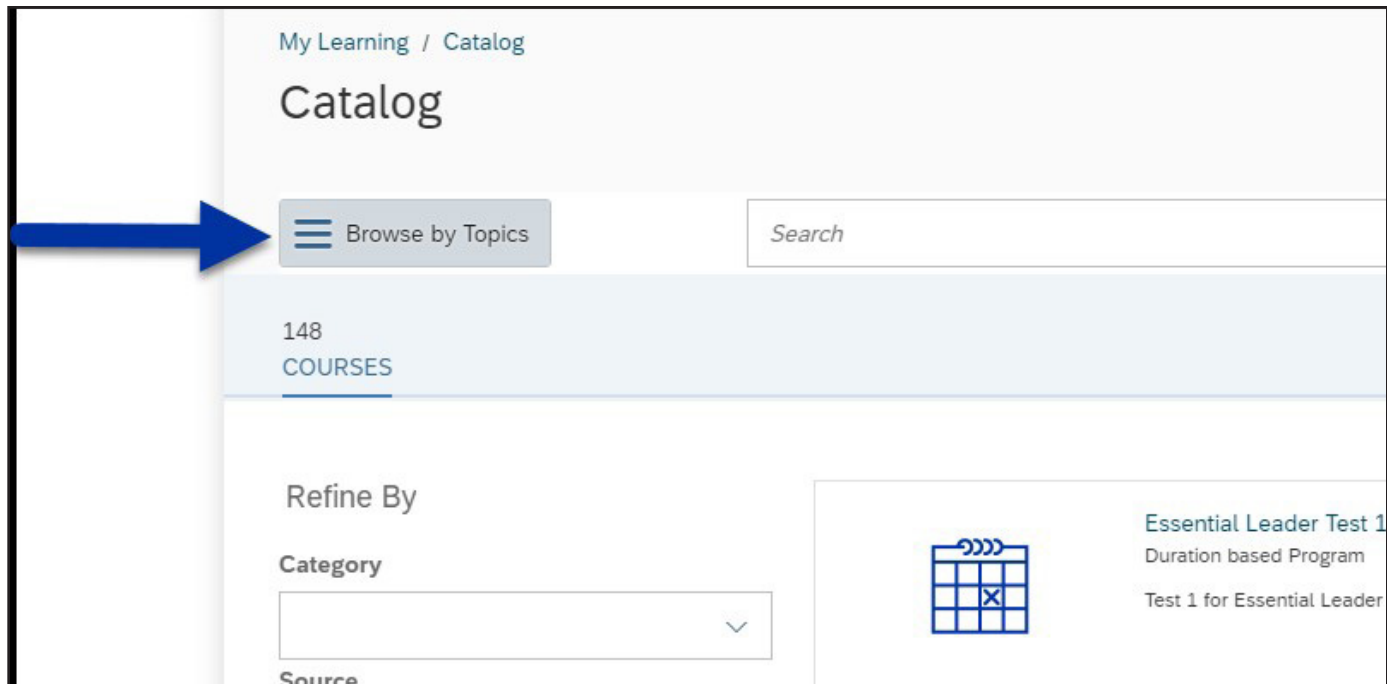 My Learning / Catalog
Catalog
Browse by Topics
Search
148
COURSES
Refine By
Category
Source
Essential Leader Test 1
Duration based Program
Test 1 for Essential Leader